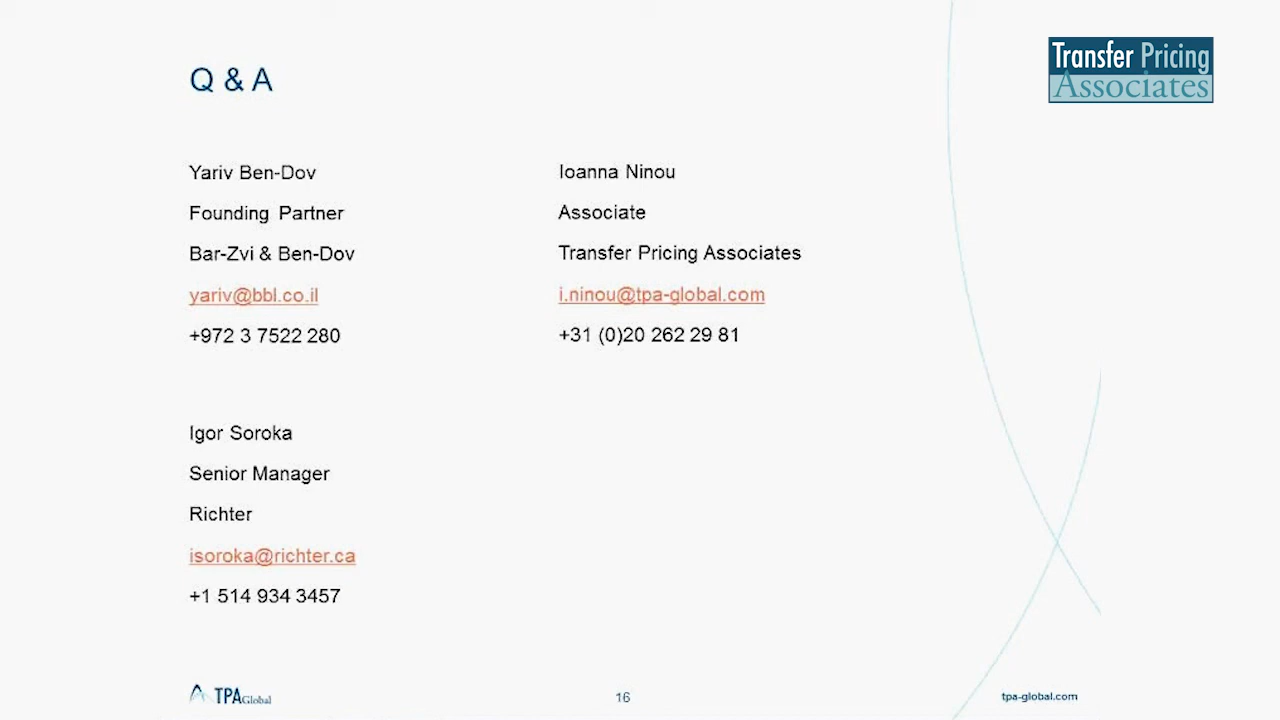 Transfer Pricing
Associates
Q & A
Yariv Ben-Dov
Founding Partner
Bar-Zvi & Ben-Dov
yariv@bbl.co.il
+972 3 7522 280
Ioanna Ninou
Associate
Transfer Pricing Associates
i.ninou@tpa-global.com
+31 (0)20 262 29 81
Igor Soroka
Senior Manager
Richter
isoroka@richter.ca
+1 514 934 3457
TPA Global
16
tpa-global.com